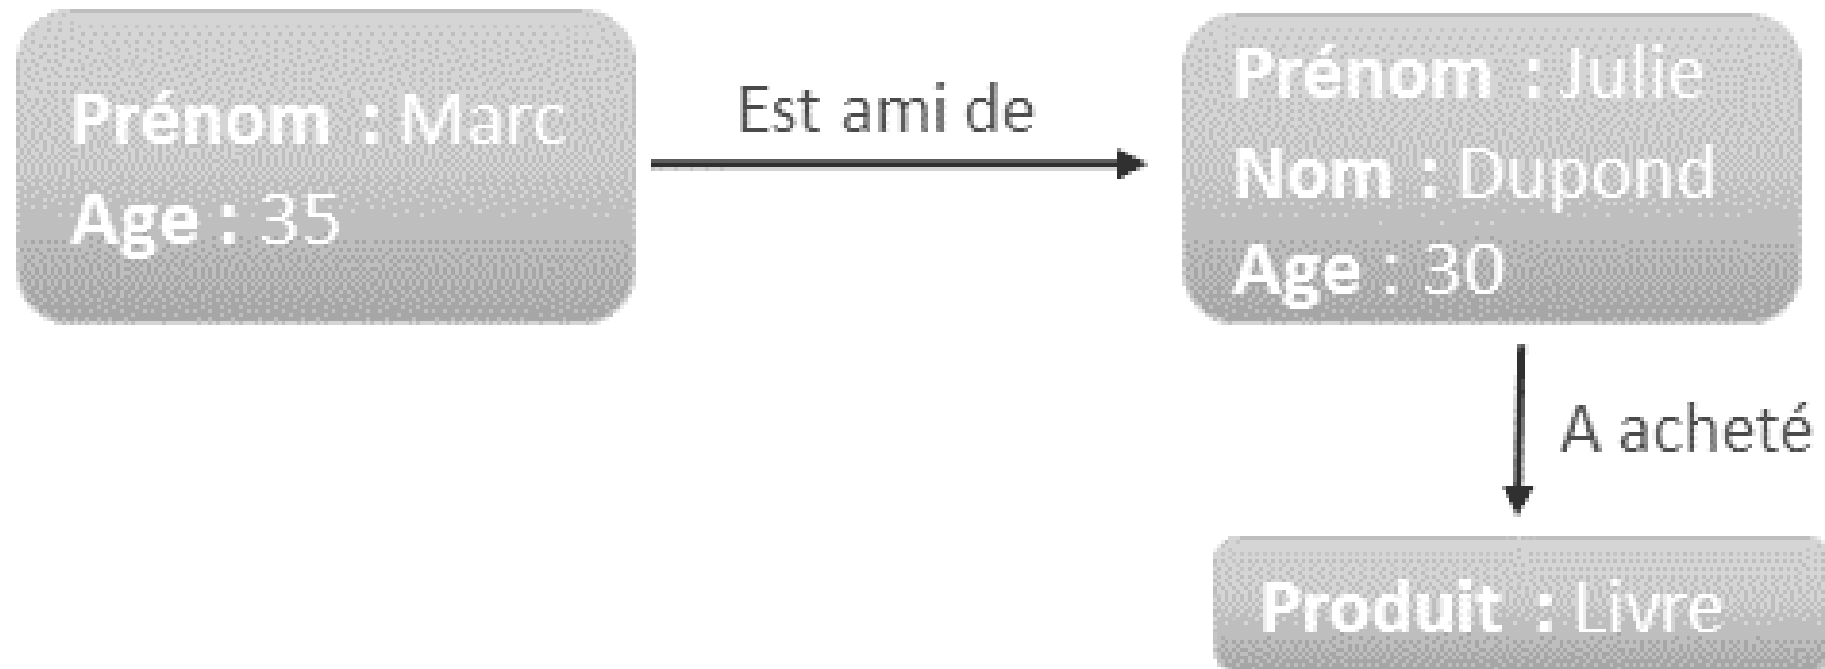 Prénom : Marc
Age : 35
Est ami de
Prénom : Julie
Nom : Dupond
Age : 30
A acheté
Produit : Livre